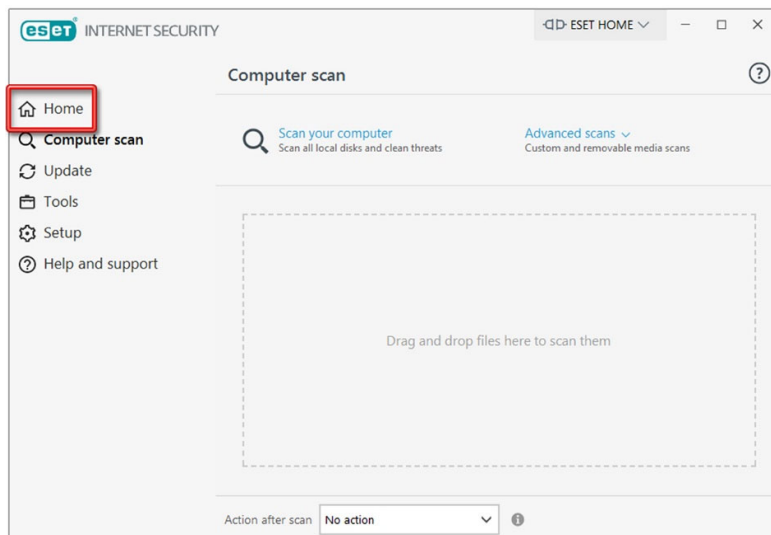 eset INTERNET SECURITY
ESET HOME
Computer scan
Home
Computer scan
Update
Tools
Setup
Help and support
Scan your computer
Scan all local disks and clean threats
Advanced scans
Custom and removable media scans
Drag and drop files here to scan them
Action after scan No action